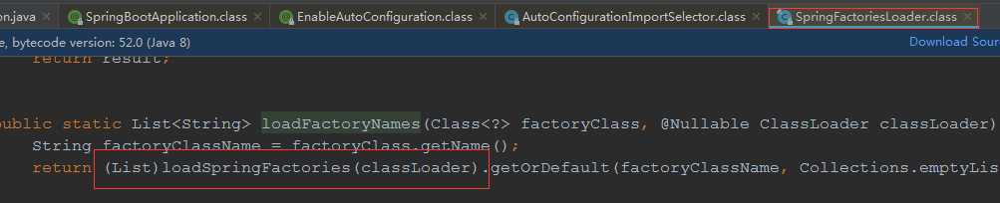 on.java SpringBootApplication.class EnableAutoConfiguration.class AutoConfigurationImportSelector.class SpringFactoriesLoader.class
e, bytecode version: 52.0 (Java 8) Download Sour
return result;
public static List<String> loadFactoryNames(Class<?> factoryClass, @Nullable ClassLoader classLoader)
String factoryClassName = factoryClass.getName();
return (List)loadSpringFactories(classLoader).getOrDefault(factoryClassName, Collections.emptyLis